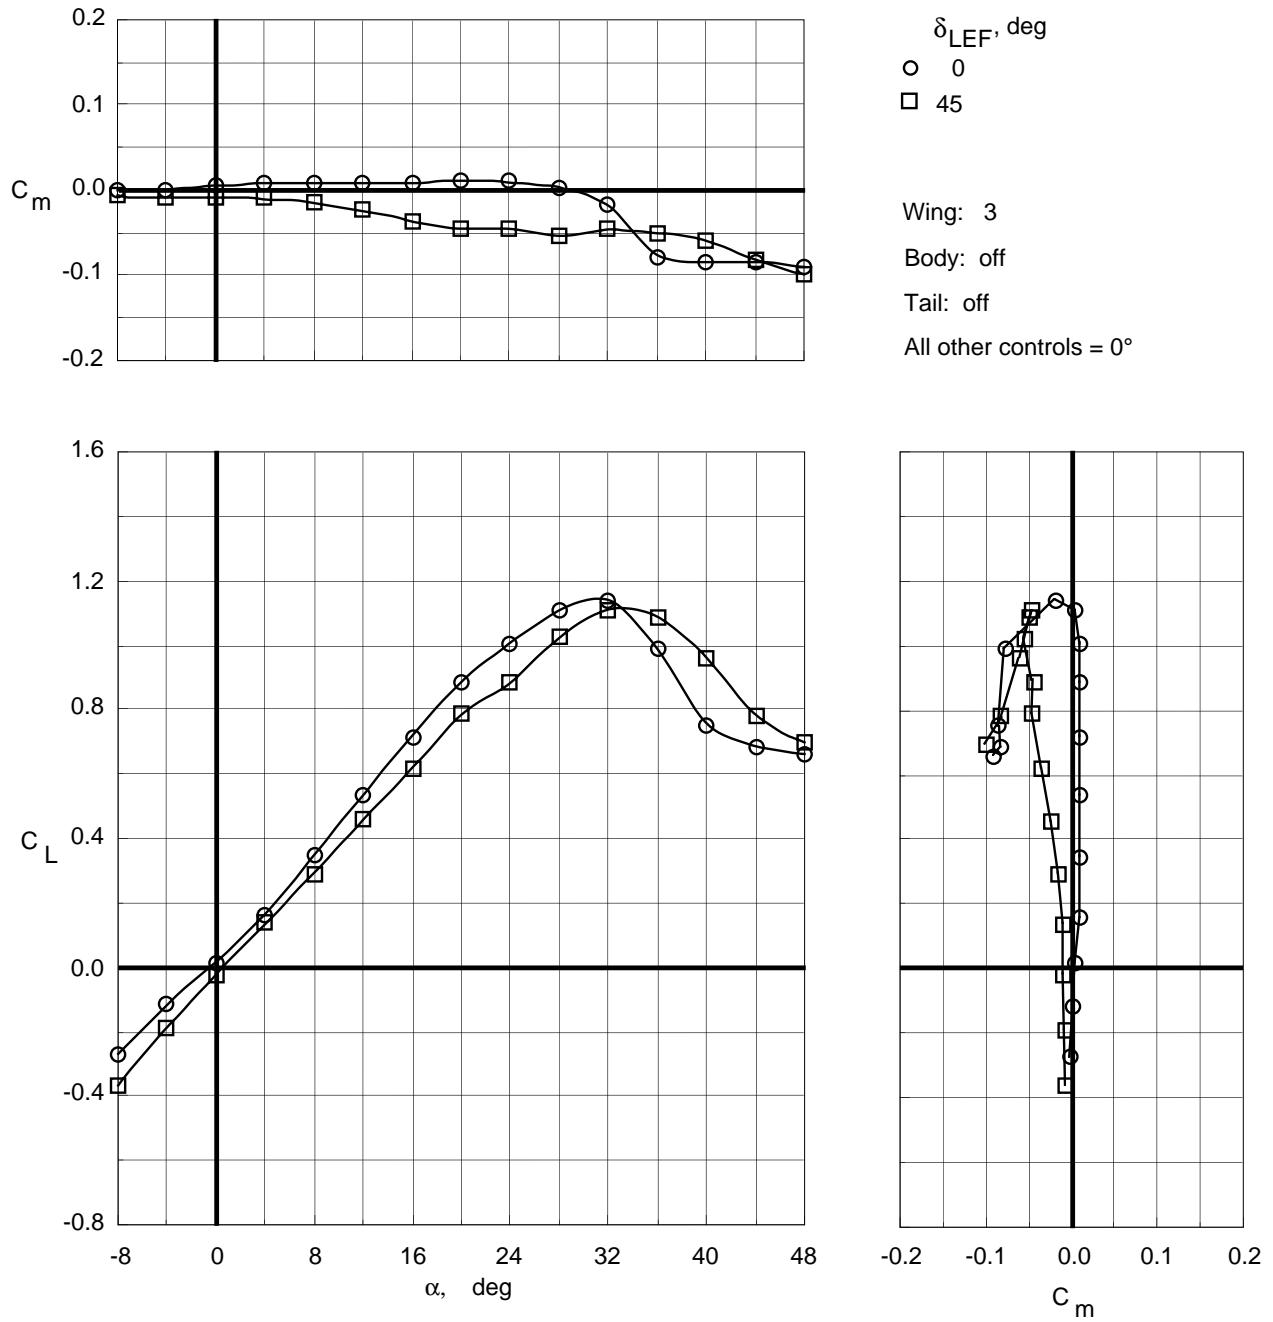 0.2
0.1
0.0
-0.1
-0.2
C m
δLEF, deg
0
45
Wing: 3
Body: off
Tail: off
All other controls = 0°
1.6
1.2
0.8
0.4
0.0
-0.4
-0.8
C L
-8 0 8 16 24 32 40 48
α, deg
-0.2 -0.1 0.0 0.1 0.2
C m